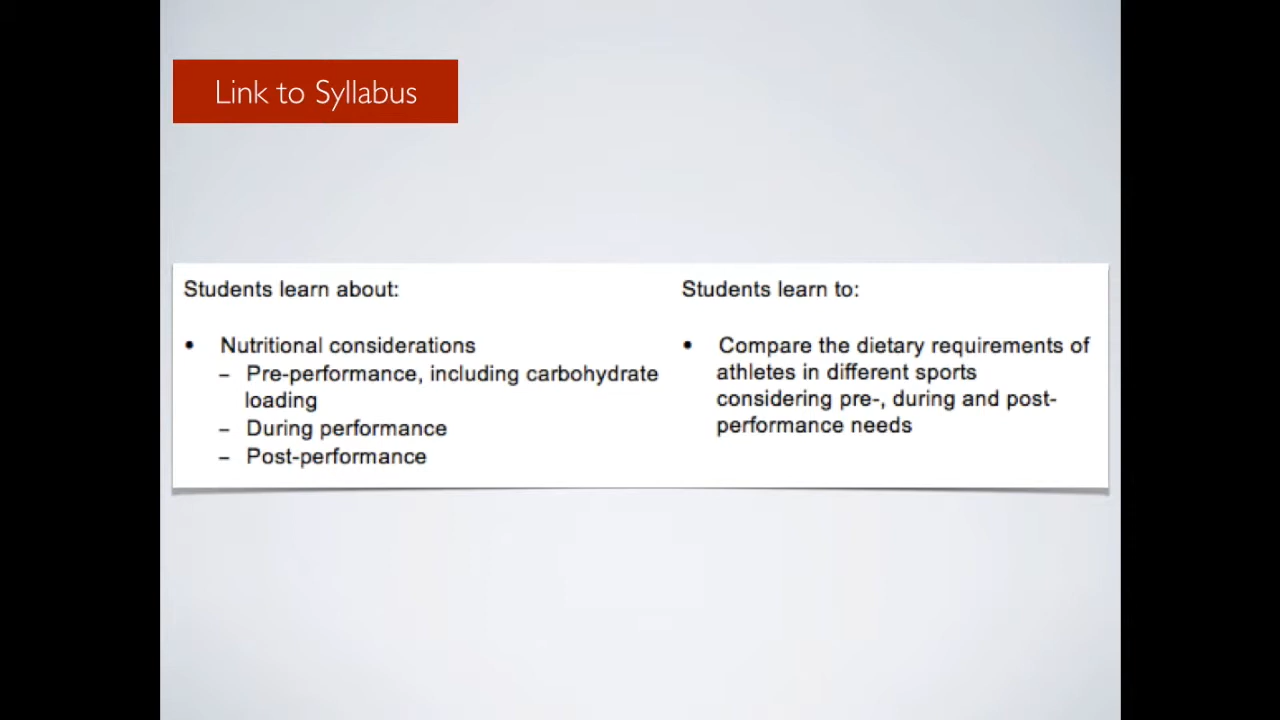 Link to Syllabus
Students learn about:
• Nutritional considerations
– Pre-performance, including carbohydrate
loading
– During performance
– Post-performance
Students learn to:
• Compare the dietary requirements of
athletes in different sports
considering pre-, during and post-
performance needs